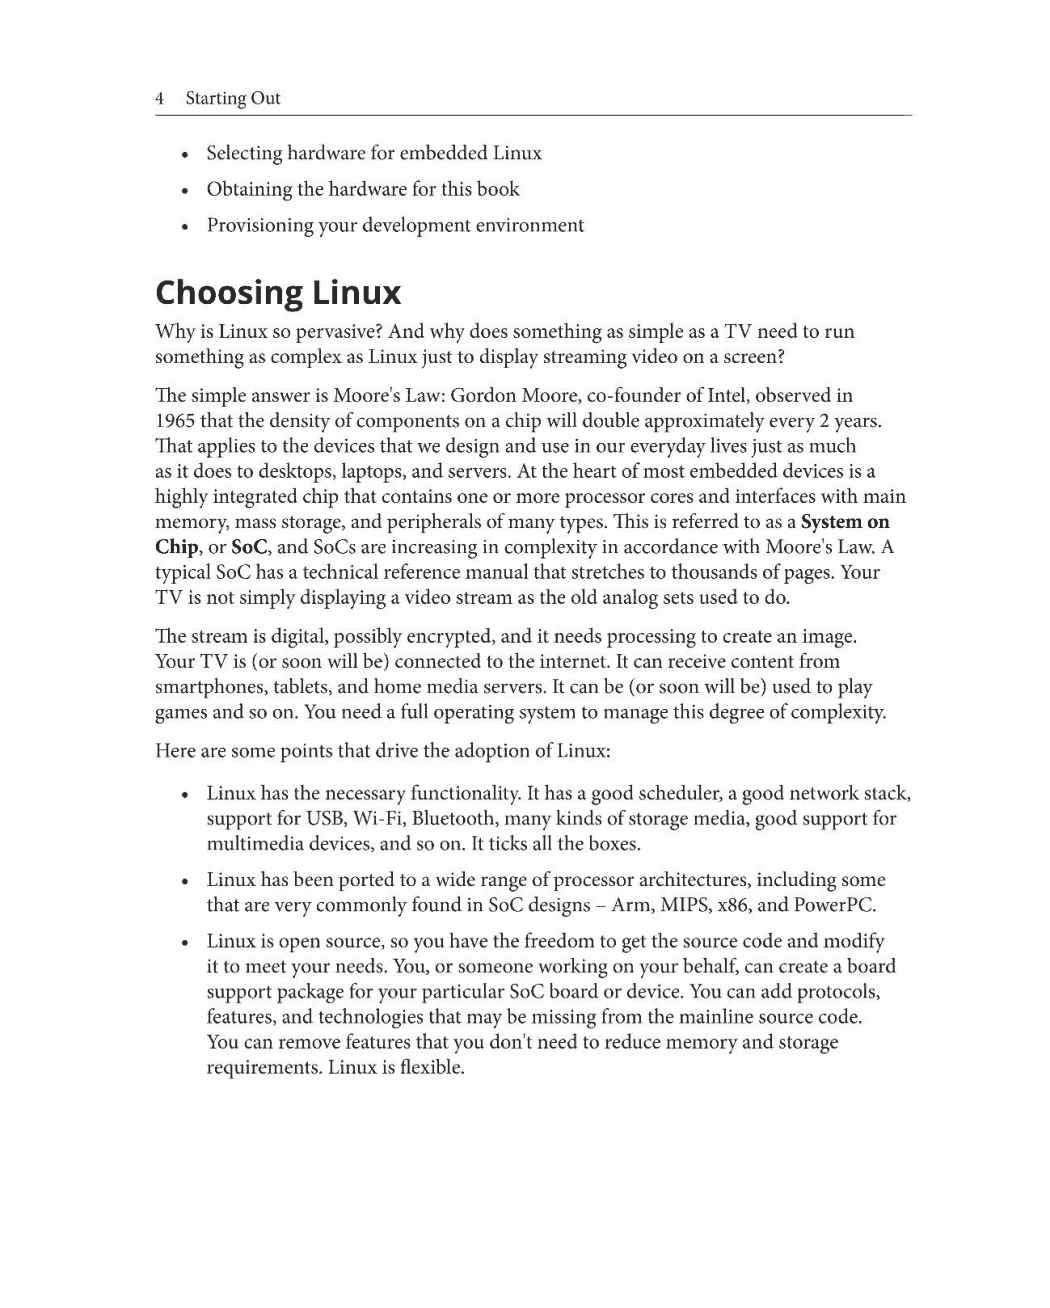 4 Starting Out
• Selecting hardware for embedded Linux
• Obtaining the hardware for this book
• Provisioning your development environment
Choosing Linux
Why is Linux so pervasive? And why does something as simple as a TV need to run
something as complex as Linux just to display streaming video on a screen?
The simple answer is Moore's Law: Gordon Moore, co-founder of Intel, observed in
1965 that the density of components on a chip will double approximately every 2 years.
That applies to the devices that we design and use in our everyday lives just as much
as it does to desktops, laptops, and servers. At the heart of most embedded devices is a
highly integrated chip that contains one or more processor cores and interfaces with main
memory, mass storage, and peripherals of many types. This is referred to as a System on
Chip, or SoC, and SoCs are increasing in complexity in accordance with Moore's Law. A
typical SoC has a technical reference manual that stretches to thousands of pages. Your
TV is not simply displaying a video stream as the old analog sets used to do.
The stream is digital, possibly encrypted, and it needs processing to create an image.
Your TV is (or soon will be) connected to the internet. It can receive content from
smartphones, tablets, and home media servers. It can be (or soon will be) used to play
games and so on. You need a full operating system to manage this degree of complexity.
Here are some points that drive the adoption of Linux:
• Linux has the necessary functionality. It has a good scheduler, a good network stack,
support for USB, Wi-Fi, Bluetooth, many kinds of storage media, good support for
multimedia devices, and so on. It ticks all the boxes.
• Linux has been ported to a wide range of processor architectures, including some
that are very commonly found in SoC designs – Arm, MIPS, x86, and PowerPC.
• Linux is open source, so you have the freedom to get the source code and modify
it to meet your needs. You, or someone working on your behalf, can create a board
support package for your particular SoC board or device. You can add protocols,
features, and technologies that may be missing from the mainline source code.
You can remove features that you don't need to reduce memory and storage
requirements. Linux is flexible.